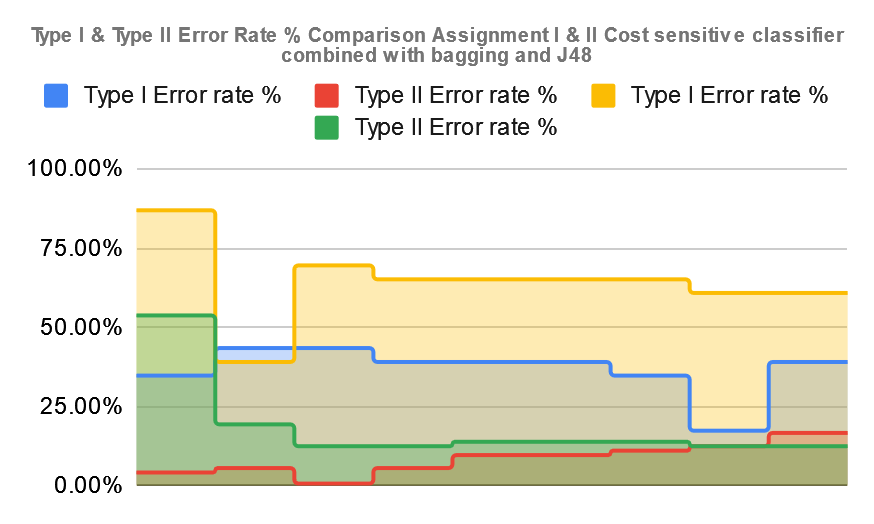 Type I & Type II Error Rate % Comparison Assignment I & II Cost sensitive classifier
combined with bagging and J48
Type I Error rate % Type II Error rate % Type I Error rate %
Type II Error rate %
100.00%
75.00%
50.00%
25.00%
0.00%